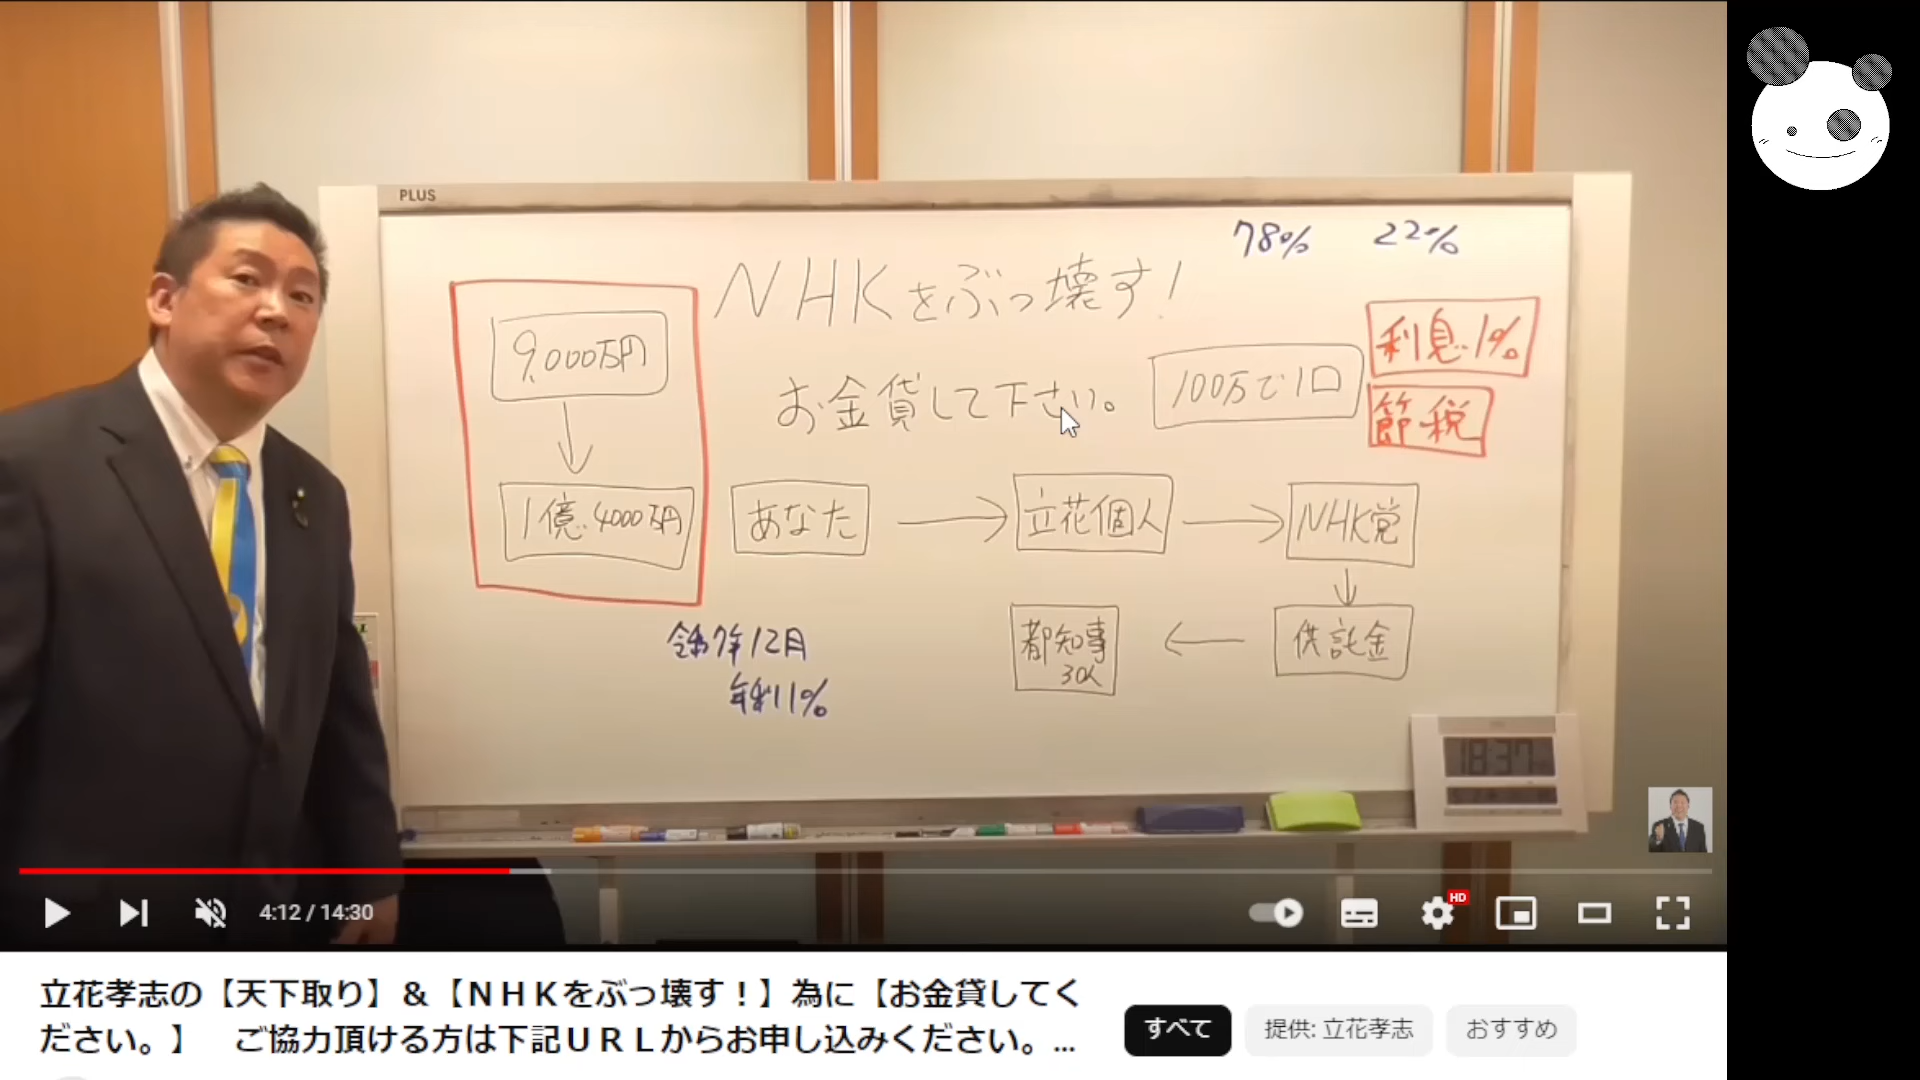 PLUS
78% 22%
NHKをぶっ壊す!
9,000万円
利息1%
お金貸して下さい。
100万で1口
節税
1億4000万円
あなた
立花個人
NHK党
令和7年12月
都知事
30人
供託金
年利1%
18:37
4:12 / 14:30
HD
立花孝志の【天下取り】&【NHKをぶっ壊す!】為に【お金貸してく
ださい。】 ご協力頂ける方は下記URLからお申し込みください。...
すべて
提供: 立花孝志
おすすめ